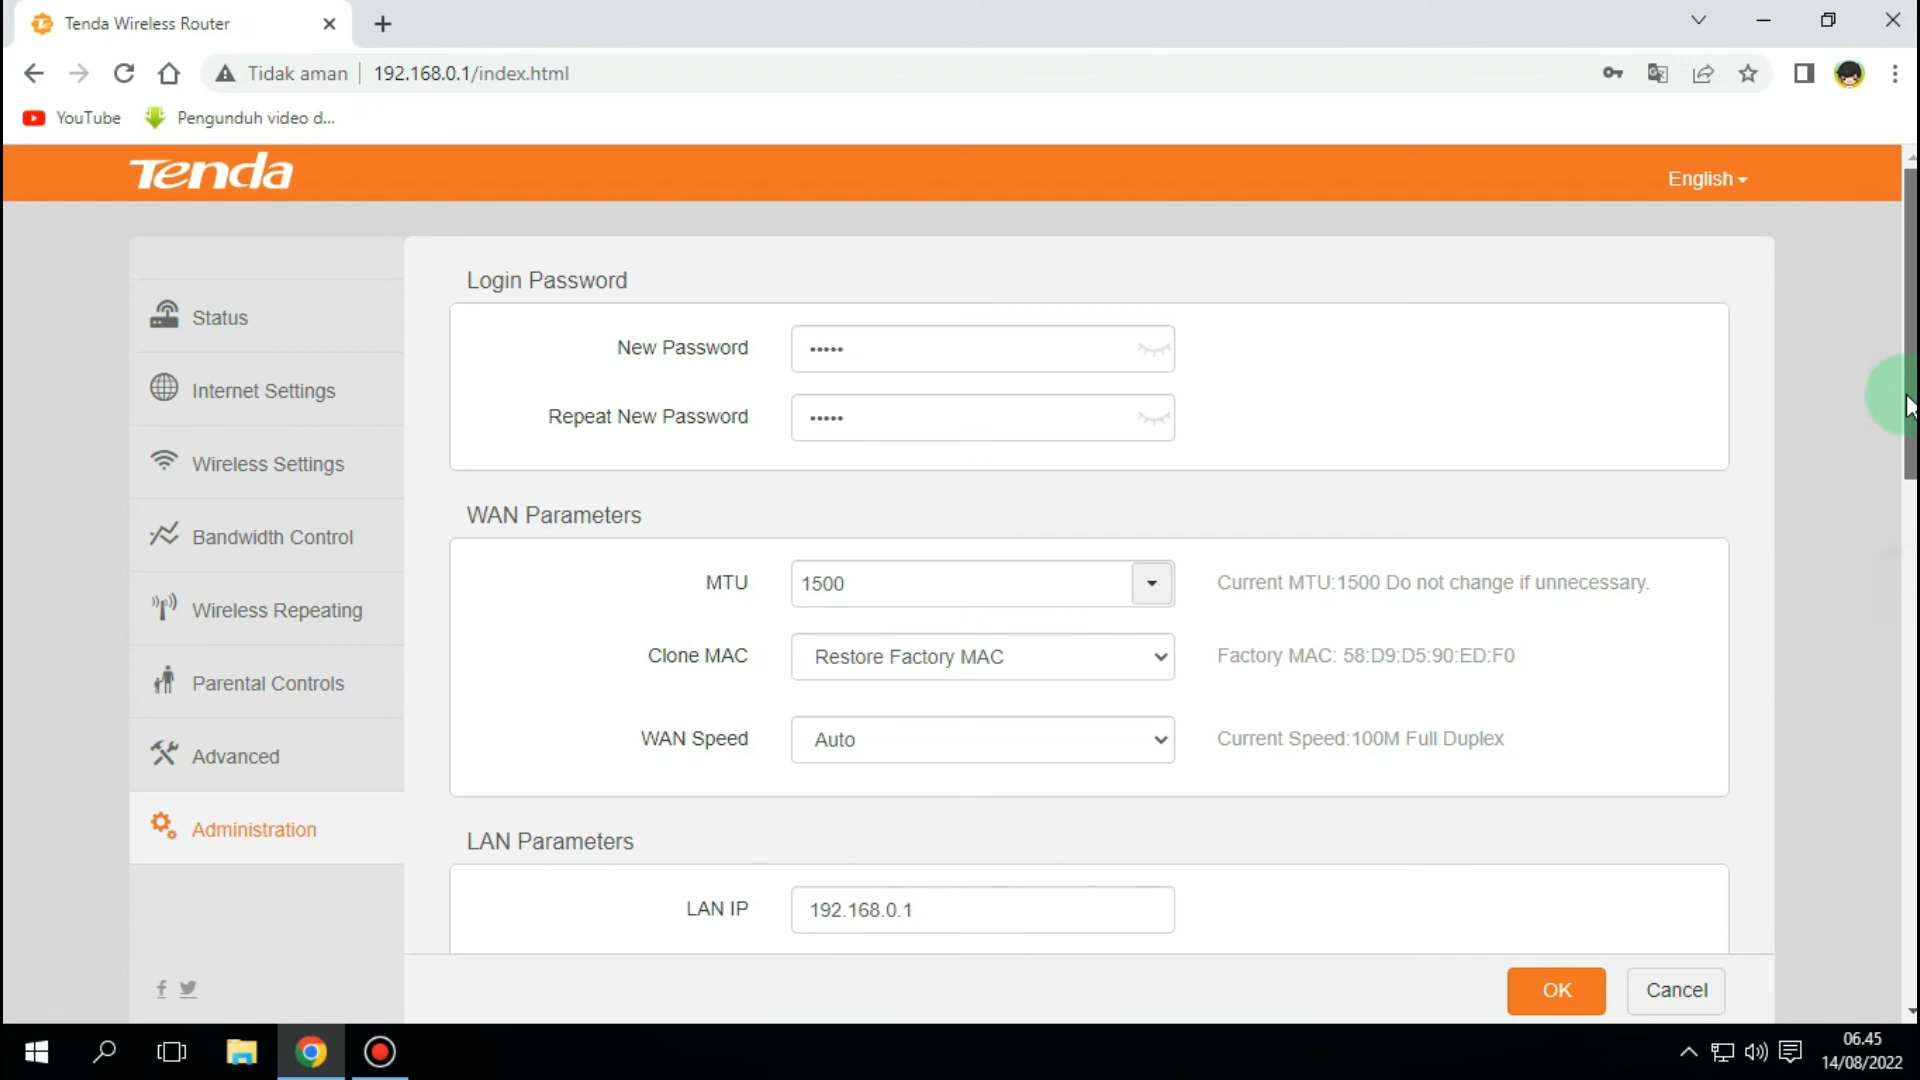 Tenda Wireless Router
Tidak aman
192.168.0.1/index.html
YouTube
Pengunduh video d...
Tenda
English
Login Password
Status
New Password
•••••
Internet Settings
Repeat New Password
•••••
Wireless Settings
WAN Parameters
Bandwidth Control
MTU
1500
Current MTU:1500 Do not change if unnecessary.
Wireless Repeating
Clone MAC
Restore Factory MAC
Factory MAC: 58:D9:D5:90:ED:F0
Parental Controls
WAN Speed
Auto
Current Speed:100M Full Duplex
Advanced
Administration
LAN Parameters
LAN IP
192.168.0.1
OK
Cancel
06.45
14/08/2022